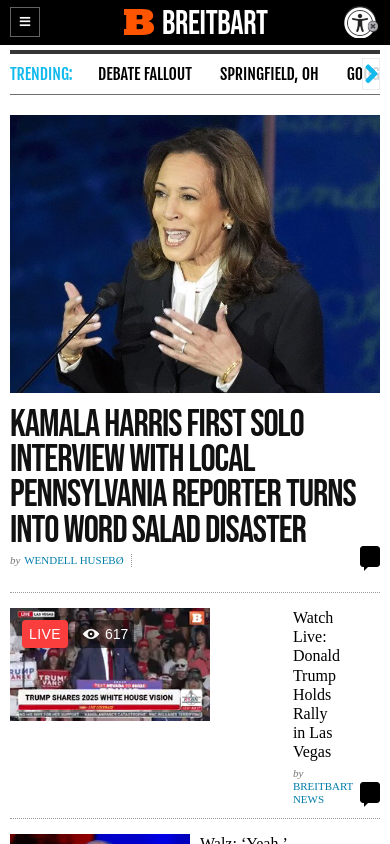 BREITBART
TRENDING:
DEBATE FALLOUT
SPRINGFIELD, OH
GO
KAMALA HARRIS FIRST SOLO
INTERVIEW WITH LOCAL
PENNSYLVANIA REPORTER TURNS
INTO WORD SALAD DISASTER
by WENDELL HUSEBØ
LIVE
617
TRUMP
TRUMP SHARES 2025 WHITE HOUSE VISION
Watch
Live:
Donald
Trump
Holds
Rally
in Las
Vegas
by
BREITBART
NEWS
Walz: ‘Yeah,’